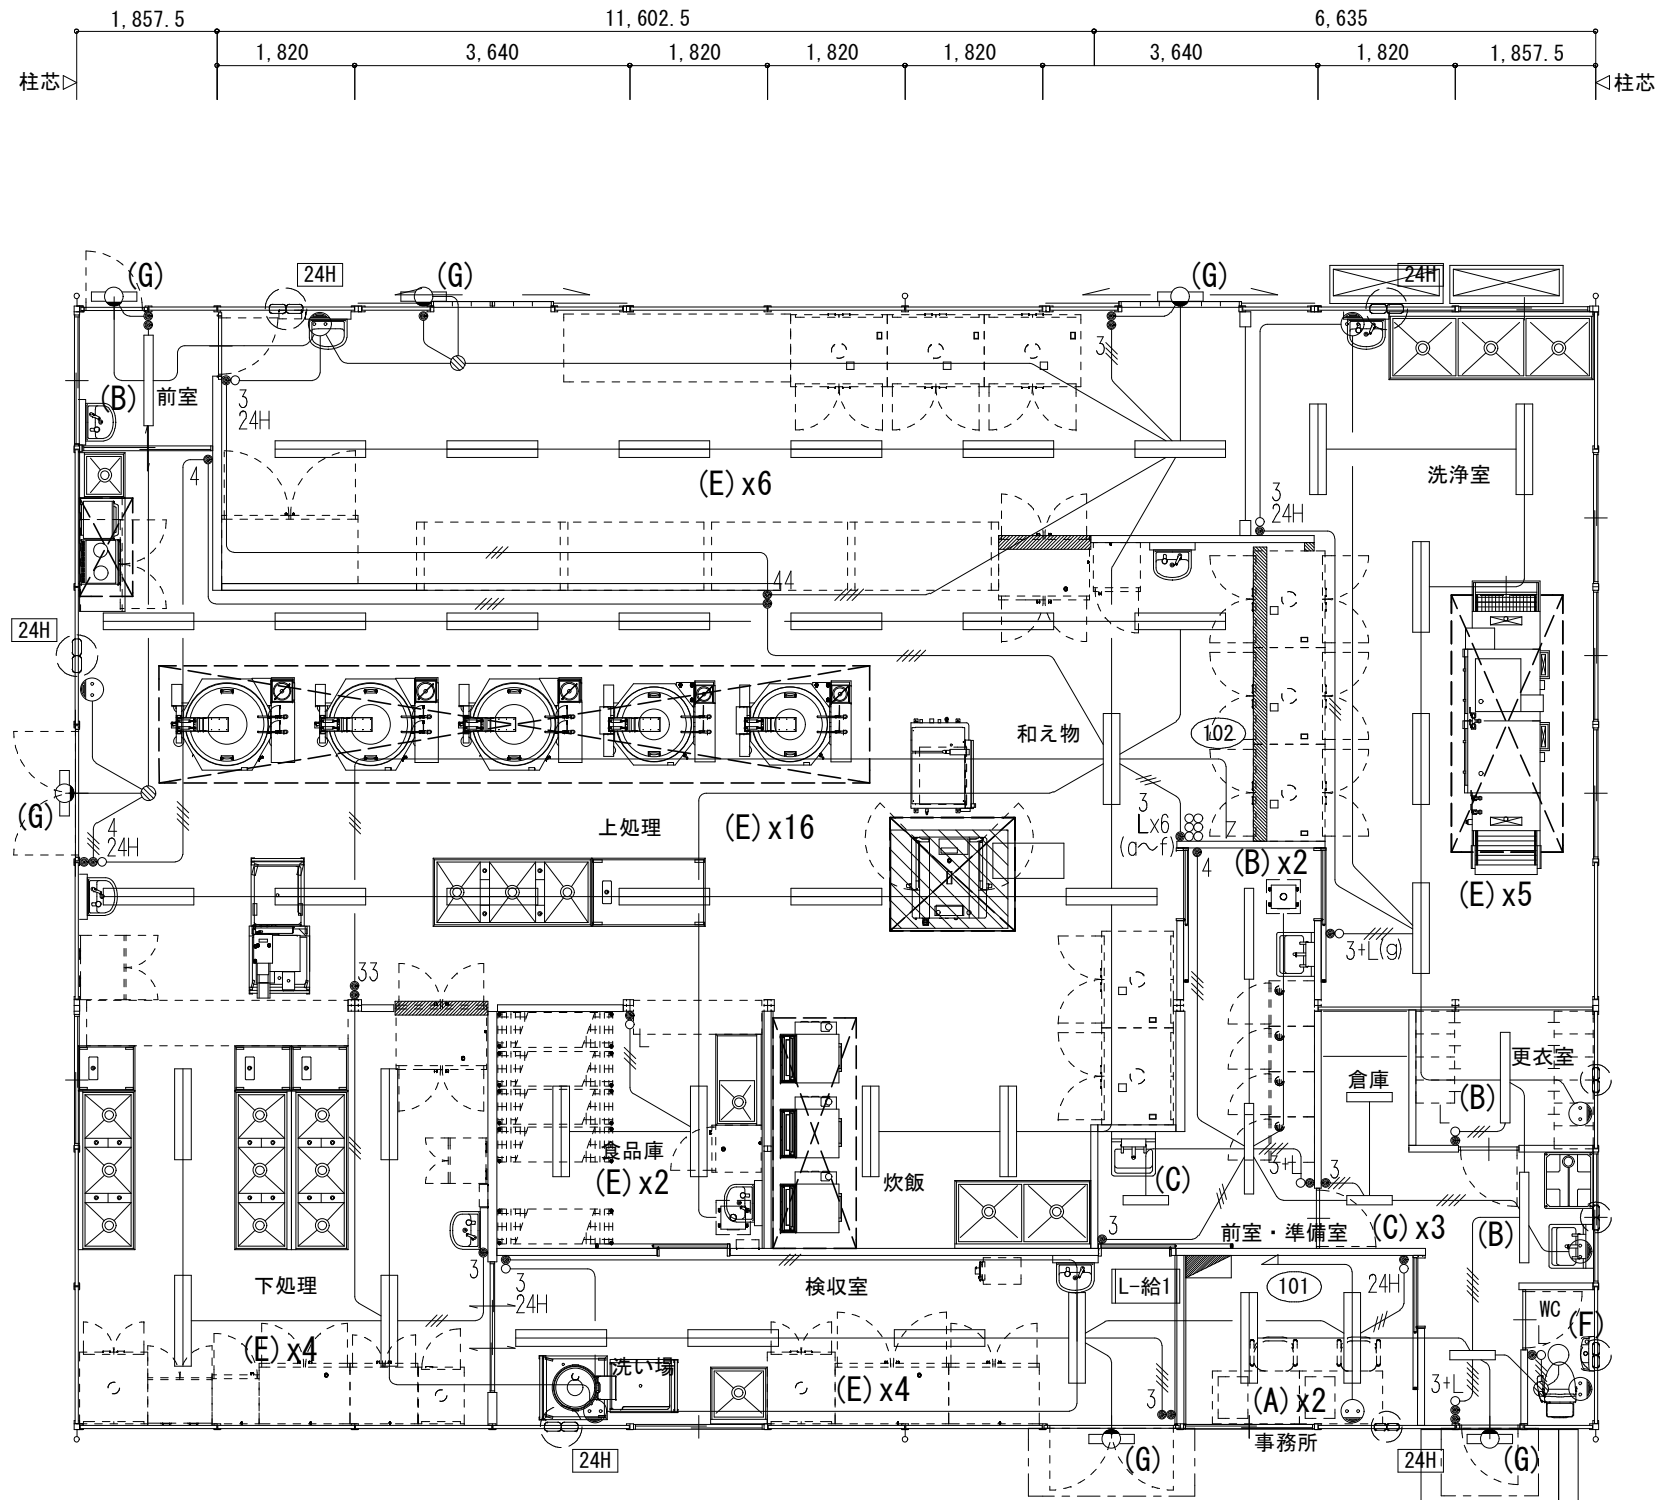 1,857.5 11,602.5 6,635
1,820 3,640 1,820 1,820 1,820 3,640 1,820 1,857.5
柱芯 柱芯
(G) 24H (G) (G) 24H
3
(B) 前室
3
24H
4
(E)x6
洗浄室
3
24H
44
24H
和え物
102
(G)
4
24H
上処理
(E)x16
3
Lx6
(a~f)
7
4
(B)x2
(E)x5
3+L(g)
33
L
更衣室
倉庫
(B)
L
食品庫
(E)x2
炊飯
(C)
3+L 3
3
前室・準備室
(C)x3
(B)
3
下処理
3
24H
検収室
L-給1
101
24H
WC
(F)
(E)x4
洗い場
(E)x4
3
(A)x2
3+L
事務所
24H
(G)
24H
(G)